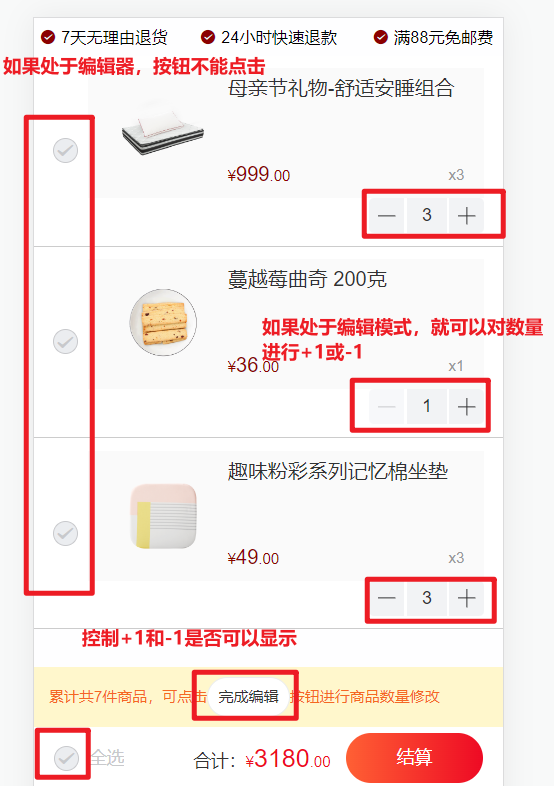 7天无理由退货 24小时快速退款 满88元免邮费
如果处于编辑器，按钮不能点击
母亲节礼物-舒适安睡组合
¥999.00 x3
3
蔓越莓曲奇 200克
如果处于编辑模式，就可以对数量
进行+1或-1
¥36.00 x1
1
趣味粉彩系列记忆棉坐垫
¥49.00 x3
3
控制+1和-1是否可以显示
累计共7件商品，可点击 完成编辑 按钮进行商品数量修改
全选 合计：¥3180.00 结算